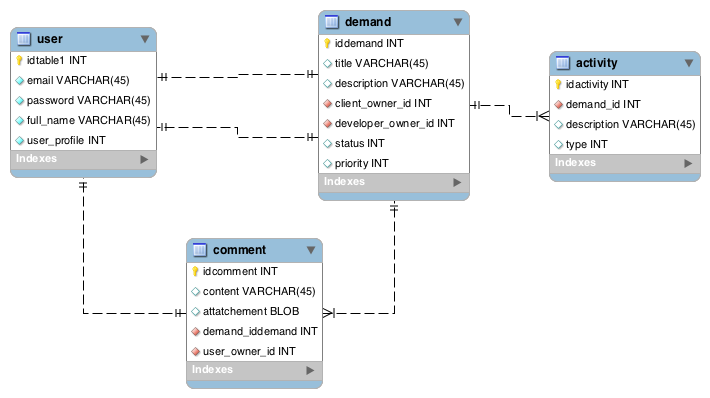 user
idtable1 INT
email VARCHAR(45)
password VARCHAR(45)
full_name VARCHAR(45)
user_profile INT
Indexes
demand
iddemand INT
title VARCHAR(45)
description VARCHAR(45)
client_owner_id INT
developer_owner_id INT
status INT
priority INT
Indexes
activity
idactivity INT
demand_id INT
description VARCHAR(45)
type INT
Indexes
comment
idcomment INT
content VARCHAR(45)
attatchement BLOB
demand_iddemand INT
user_owner_id INT
Indexes